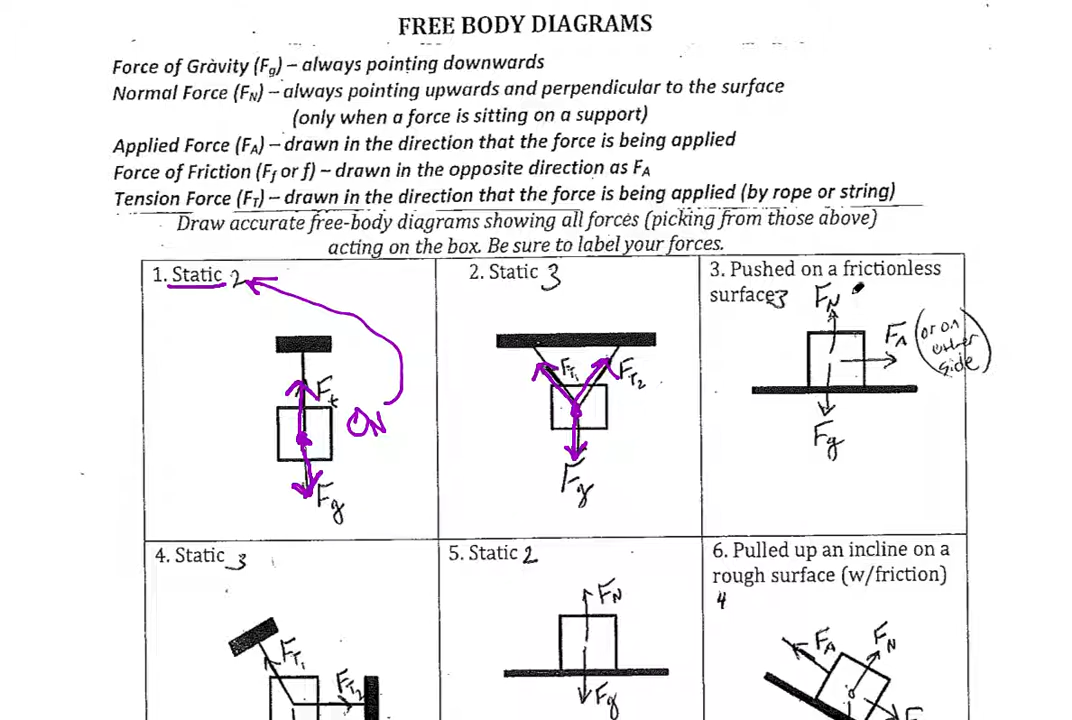 FREE BODY DIAGRAMS
Force of Gravity (Fg) – always pointing downwards
Normal Force (FN) – always pointing upwards and perpendicular to the surface
(only when a force is sitting on a support)
Applied Force (FA) – drawn in the direction that the force is being applied
Force of Friction (Ff or f) – drawn in the opposite direction as FA
Tension Force (FT) – drawn in the direction that the force is being applied (by rope or string)
Draw accurate free-body diagrams showing all forces (picking from those above)
acting on the box. Be sure to label your forces.
1. Static 2
Ft
ON
Fg
2. Static 3
FT1
FT2
Fg
3. Pushed on a frictionless
surface 3
FN
FA
(or on
other
side)
Fg
4. Static 3
FT1
FT2
5. Static 2
FN
Fg
6. Pulled up an incline on a
rough surface (w/friction)
4
FA
FN